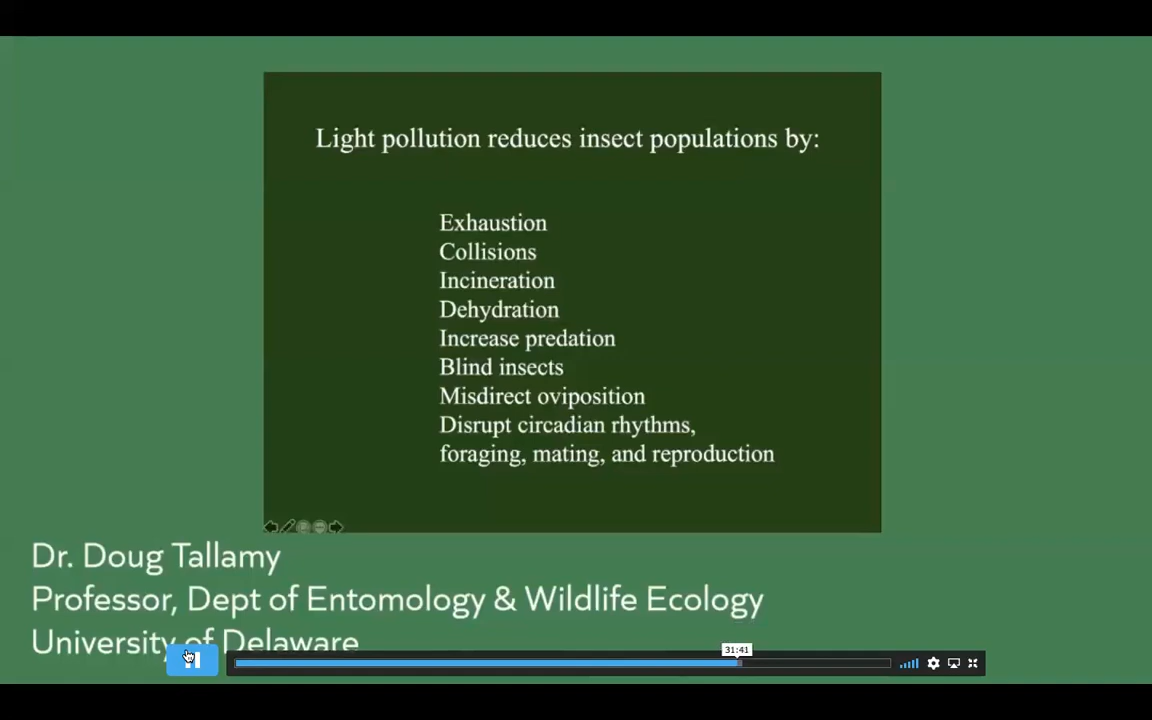 Light pollution reduces insect populations by:
Exhaustion
Collisions
Incineration
Dehydration
Increase predation
Blind insects
Misdirect oviposition
Disrupt circadian rhythms,
foraging, mating, and reproduction
Dr. Doug Tallamy
Professor, Dept of Entomology & Wildlife Ecology
University of Delaware
31:41